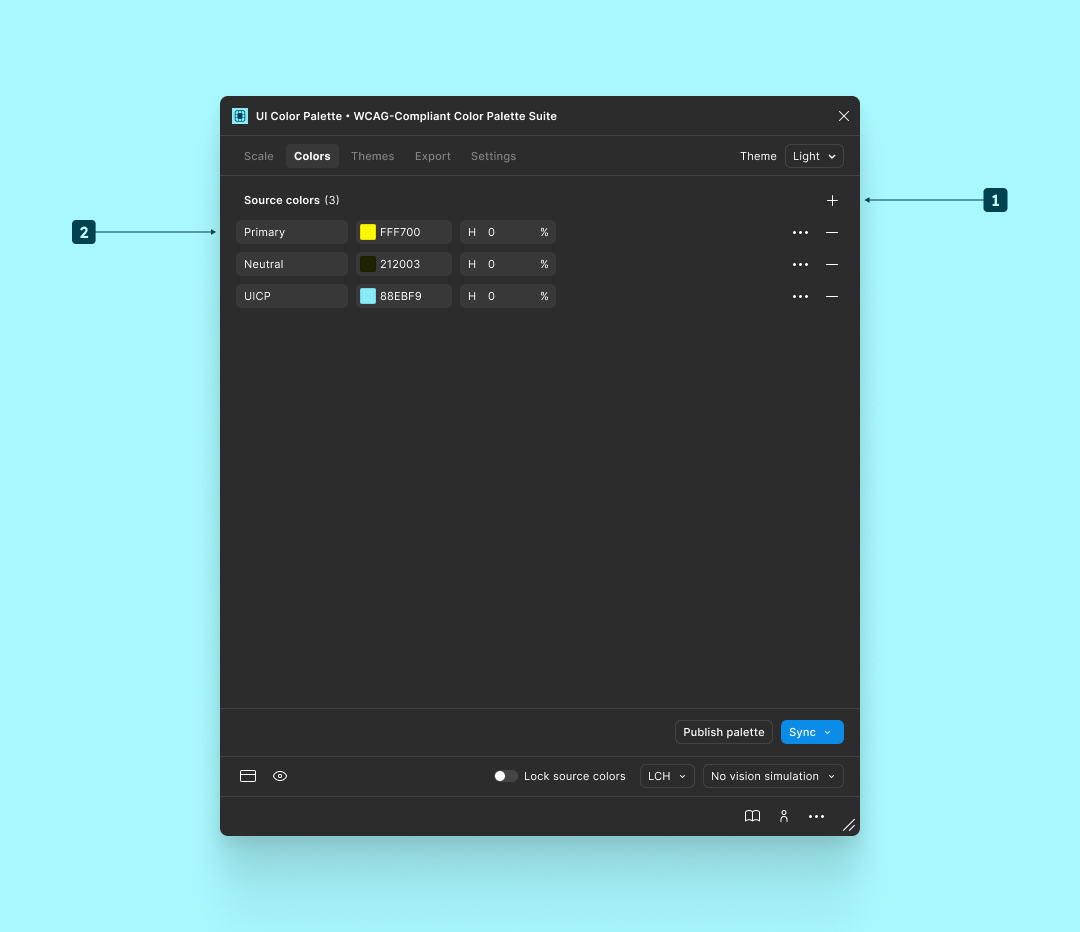 UI Color Palette • WCAG-Compliant Color Palette Suite
Scale Colors Themes Export Settings Theme Light
Source colors (3)
1
2
Primary FFF700 H 0 %
Neutral 212003 H 0 %
UICP 88EBF9 H 0 %
Publish palette Sync
Lock source colors LCH No vision simulation